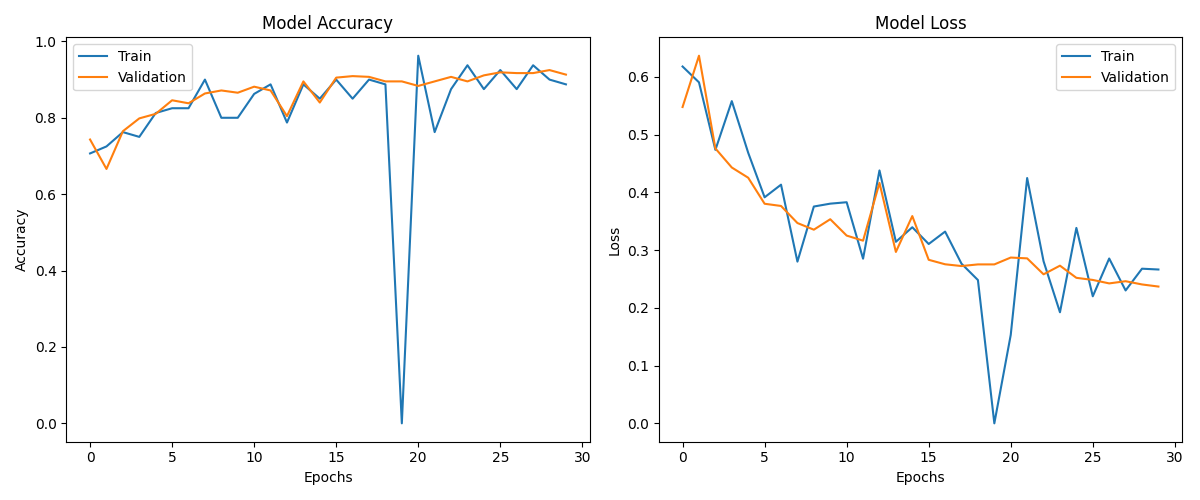 Model Accuracy
Train
Validation
1.0
0.8
0.6
0.4
0.2
0.0
Accuracy
0 5 10 15 20 25 30
Epochs
Model Loss
Train
Validation
0.6
0.5
0.4
0.3
0.2
0.1
0.0
Loss
0 5 10 15 20 25 30
Epochs